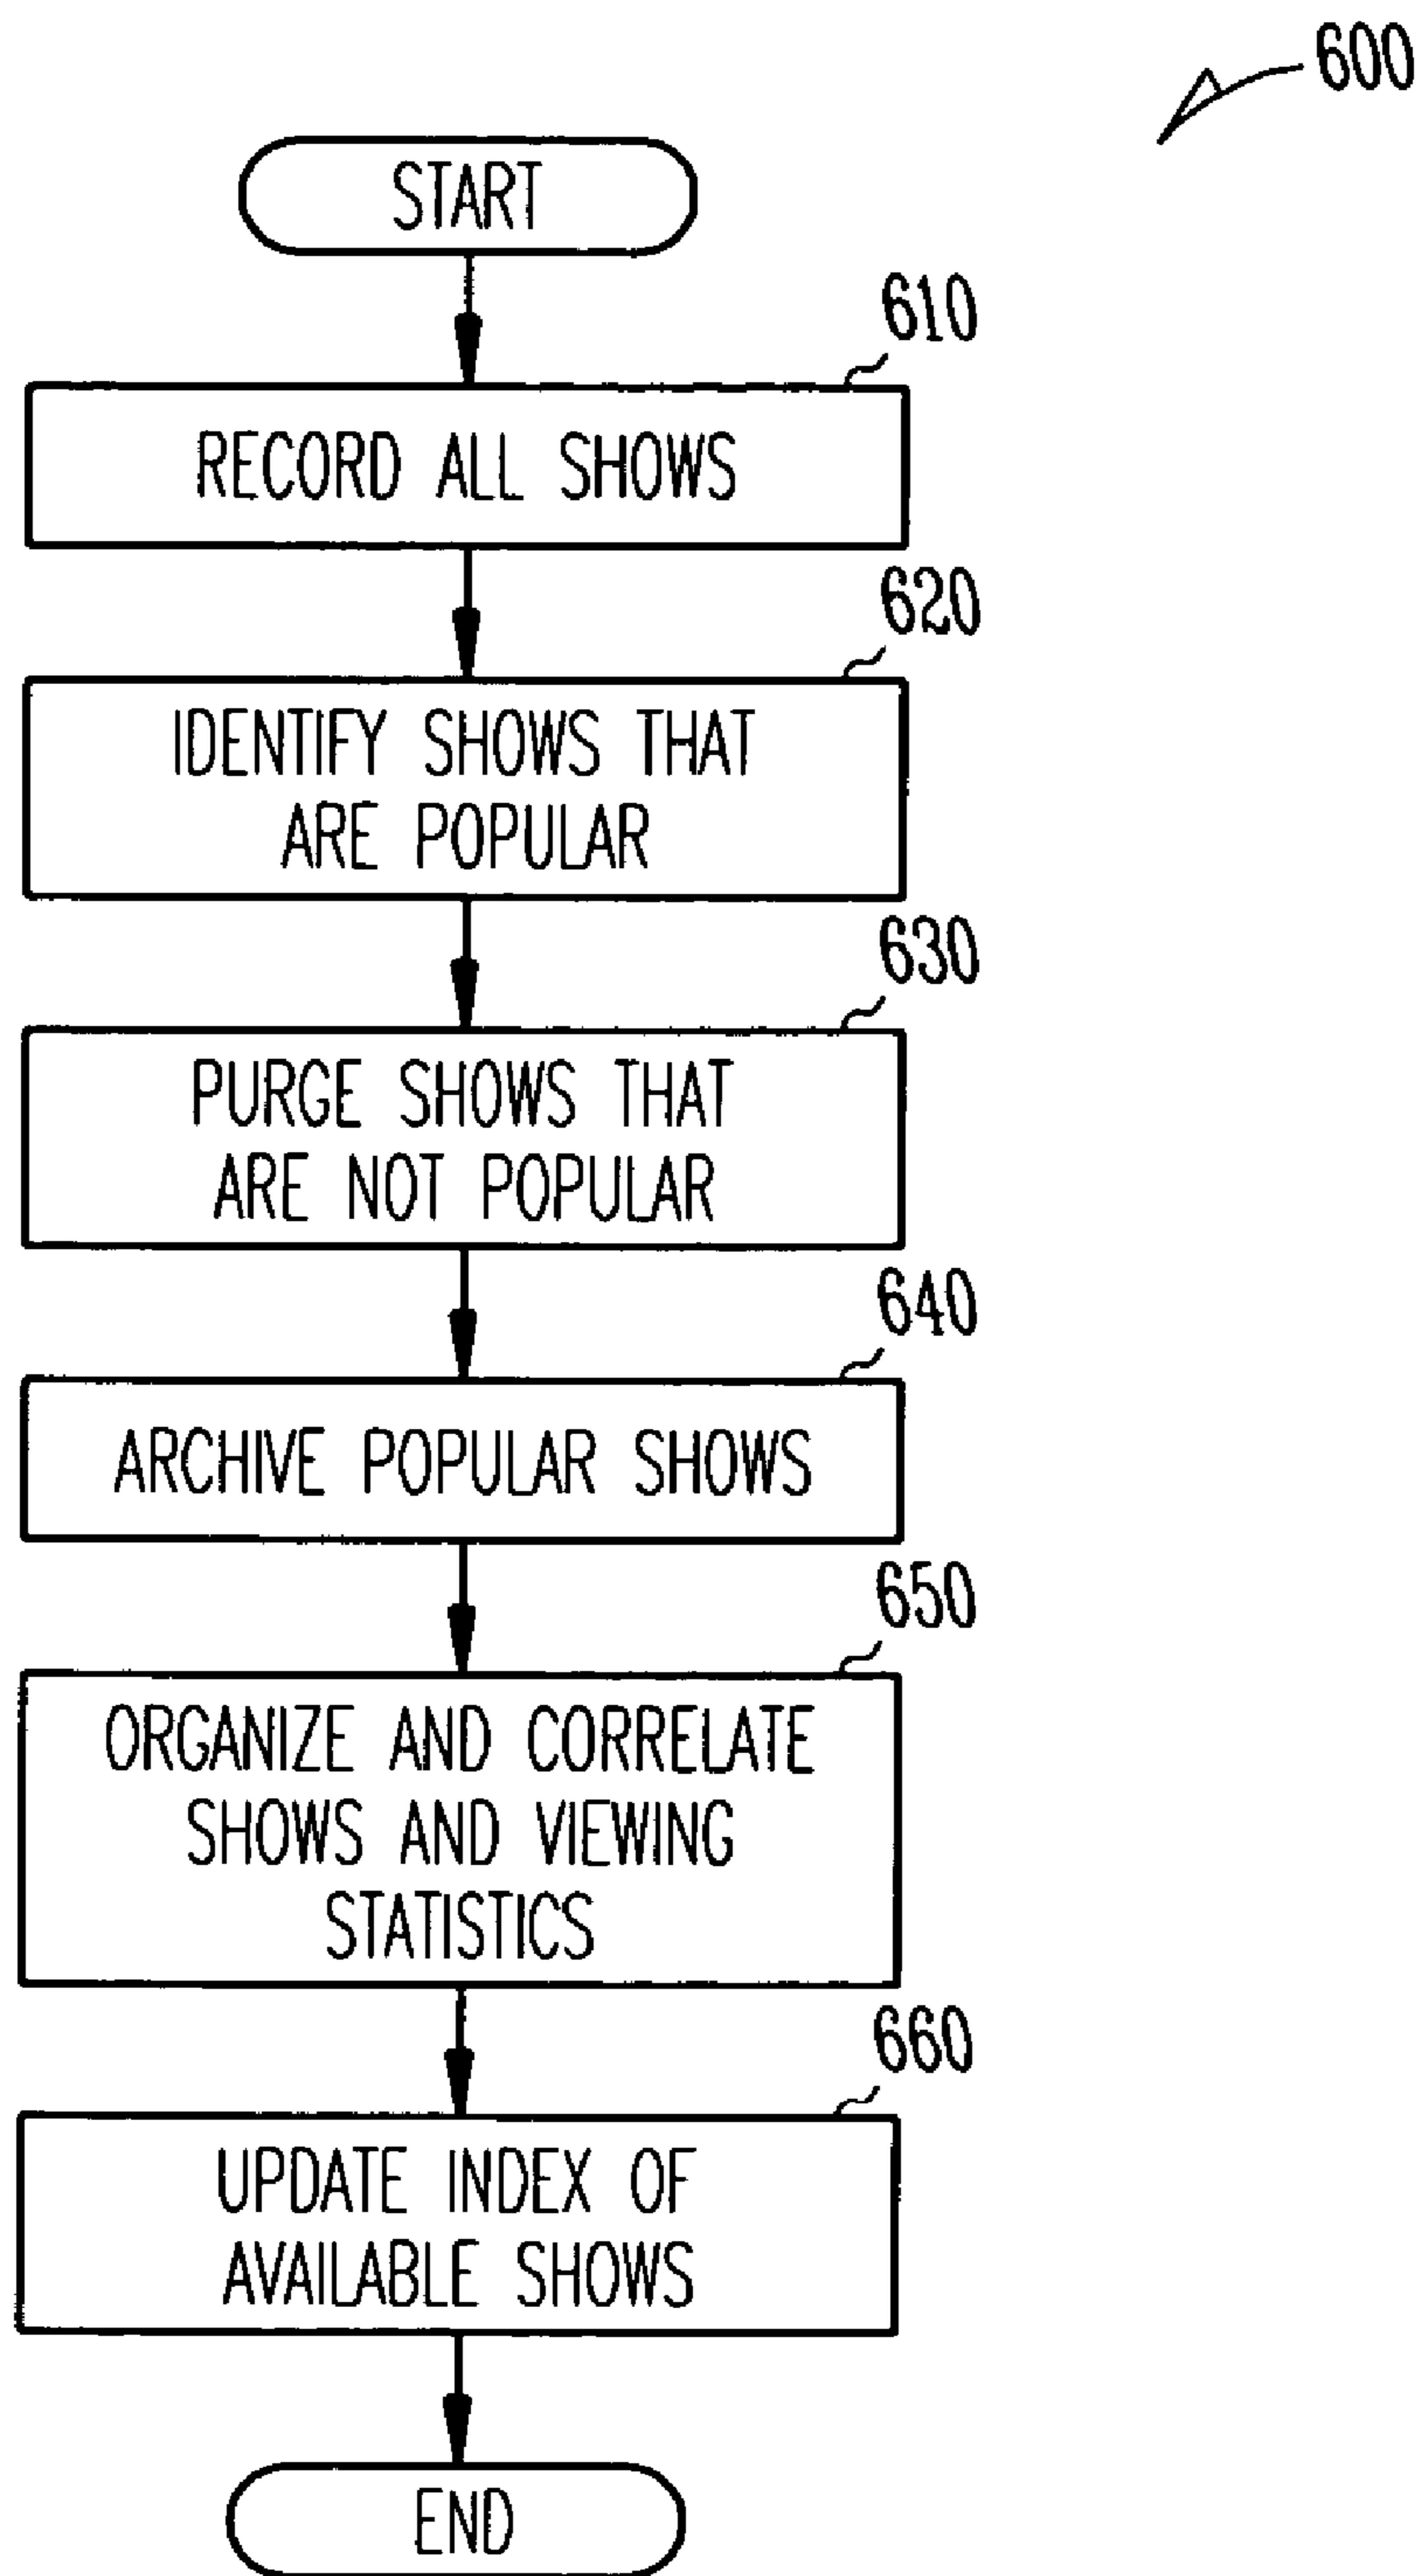 600
START
610
RECORD ALL SHOWS
620
IDENTIFY SHOWS THAT
ARE POPULAR
630
PURGE SHOWS THAT
ARE NOT POPULAR
640
ARCHIVE POPULAR SHOWS
650
ORGANIZE AND CORRELATE
SHOWS AND VIEWING
STATISTICS
660
UPDATE INDEX OF
AVAILABLE SHOWS
END